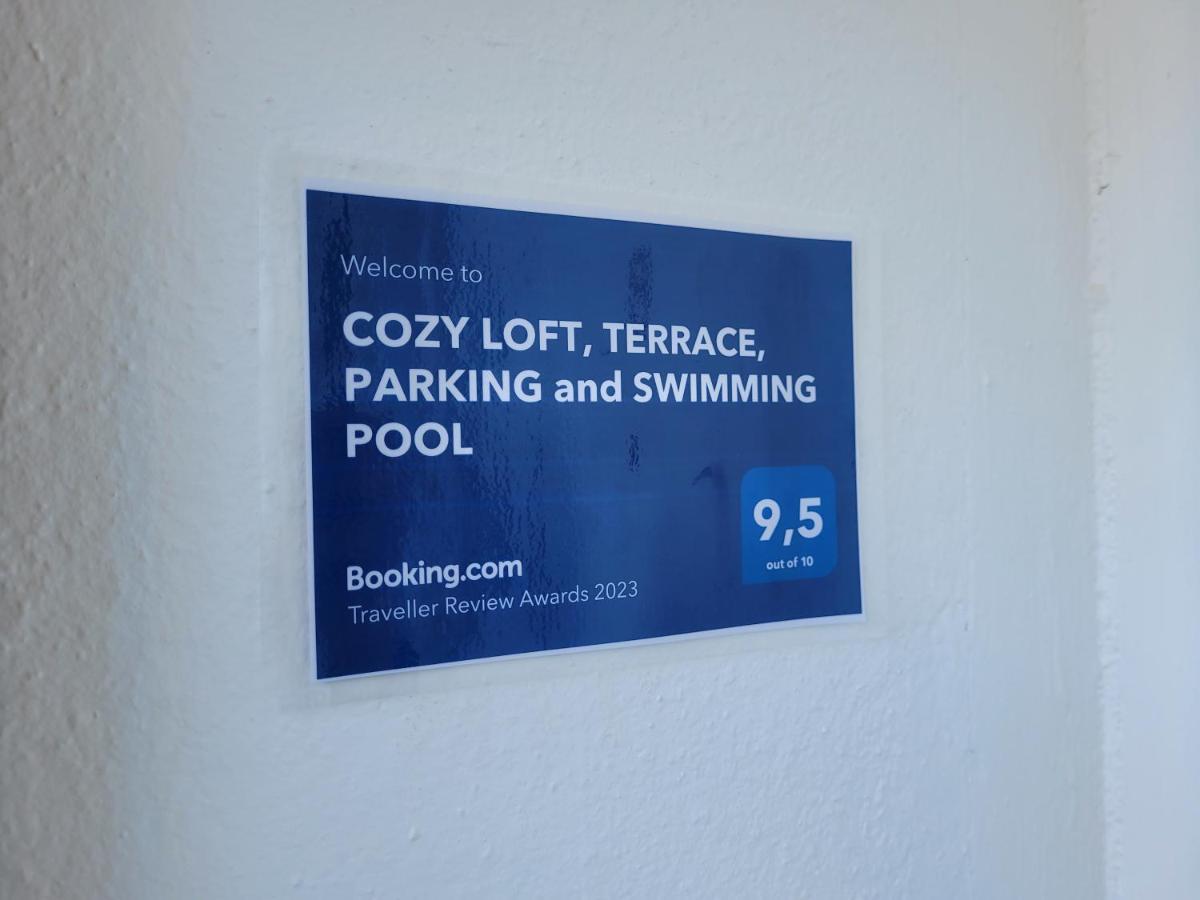 Welcome to
COZY LOFT, TERRACE,
PARKING and SWIMMING
POOL
9,5
out of 10
Booking.com
Traveller Review Awards 2023